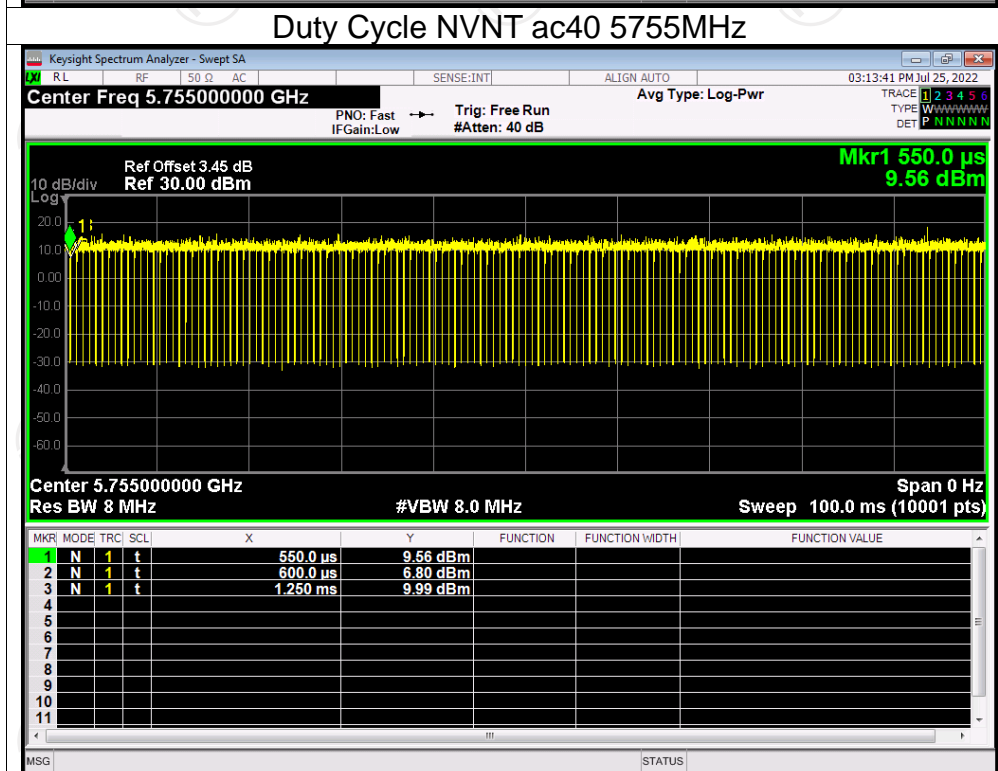 Duty Cycle NVNT ac40 5755MHz
Keysight Spectrum Analyzer - Swept SA
LXI RL RF 50 Ω AC SENSE:INT ALIGN AUTO 03:13:41 PM Jul 25, 2022
Center Freq 5.755000000 GHz Avg Type: Log-Pwr TRACE 1 2 3 4 5 6
PNO: Fast Trig: Free Run TYPE WWWWWW
IFGain:Low #Atten: 40 dB DET P N N N N N
Mkr1 550.0 µs
Ref Offset 3.45 dB
10 dB/div Ref 30.00 dBm 9.56 dBm
Log
20.0
1
10.0
0.00
-10.0
-20.0
-30.0
-40.0
-50.0
-60.0
Center 5.755000000 GHz Span 0 Hz
Res BW 8 MHz #VBW 8.0 MHz Sweep 100.0 ms (10001 pts)
MKR MODE TRC SCL X Y FUNCTION FUNCTION WIDTH FUNCTION VALUE
1 N 1 t 550.0 µs 9.56 dBm
2 N 1 t 600.0 µs 6.80 dBm
3 N 1 t 1.250 ms 9.99 dBm
4
5
6
7
8
9
10
11
MSG STATUS